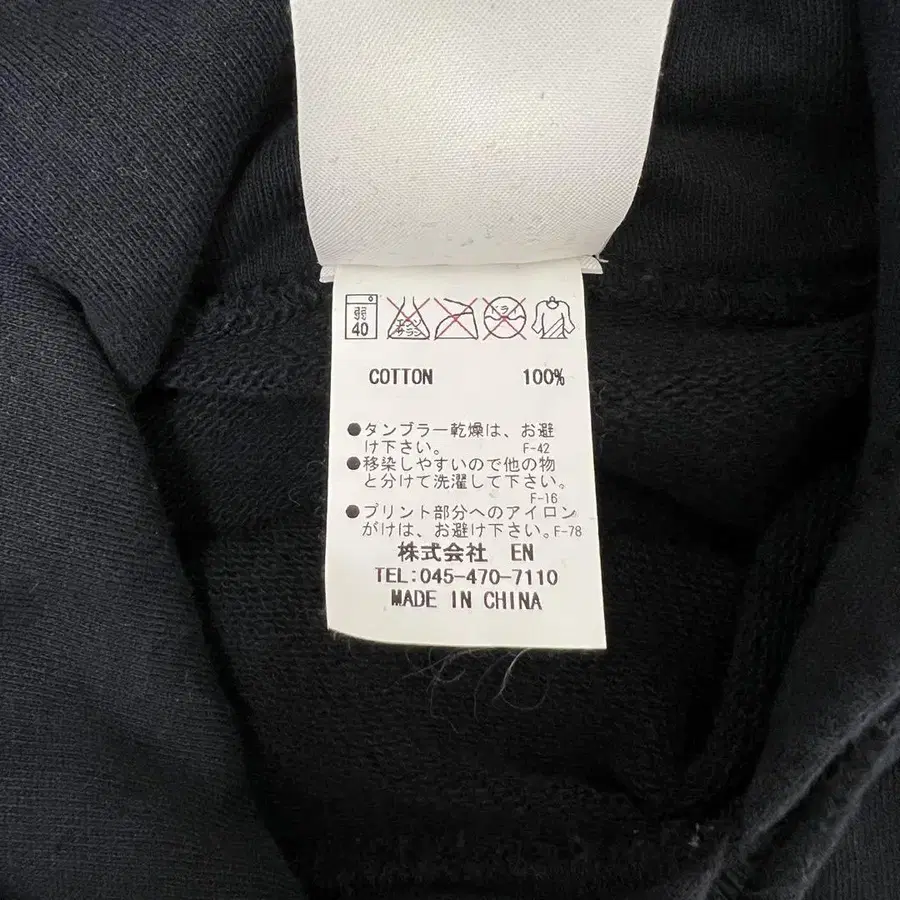 弱
40
エンソ
サラシ
ドライ
COTTON 100%
●タンブラー乾燥は、お避
け下さい。 F-42
●移染しやすいので他の物
と分けて洗濯して下さい。
F-16
●プリント部分へのアイロン
がけは、お避け下さい。F-78
株式会社 EN
TEL:045-470-7110
MADE IN CHINA